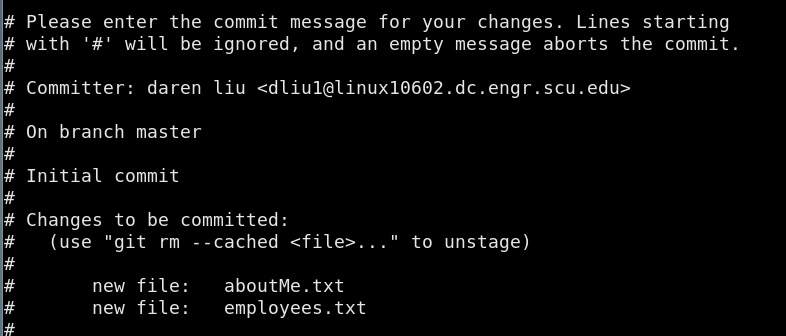 # Please enter the commit message for your changes. Lines starting
# with '#' will be ignored, and an empty message aborts the commit.
#
# Committer: daren liu <dliu1@linux10602.dc.engr.scu.edu>
#
# On branch master
#
# Initial commit
#
# Changes to be committed:
#   (use "git rm --cached <file>..." to unstage)
#
#       new file:   aboutMe.txt
#       new file:   employees.txt
#